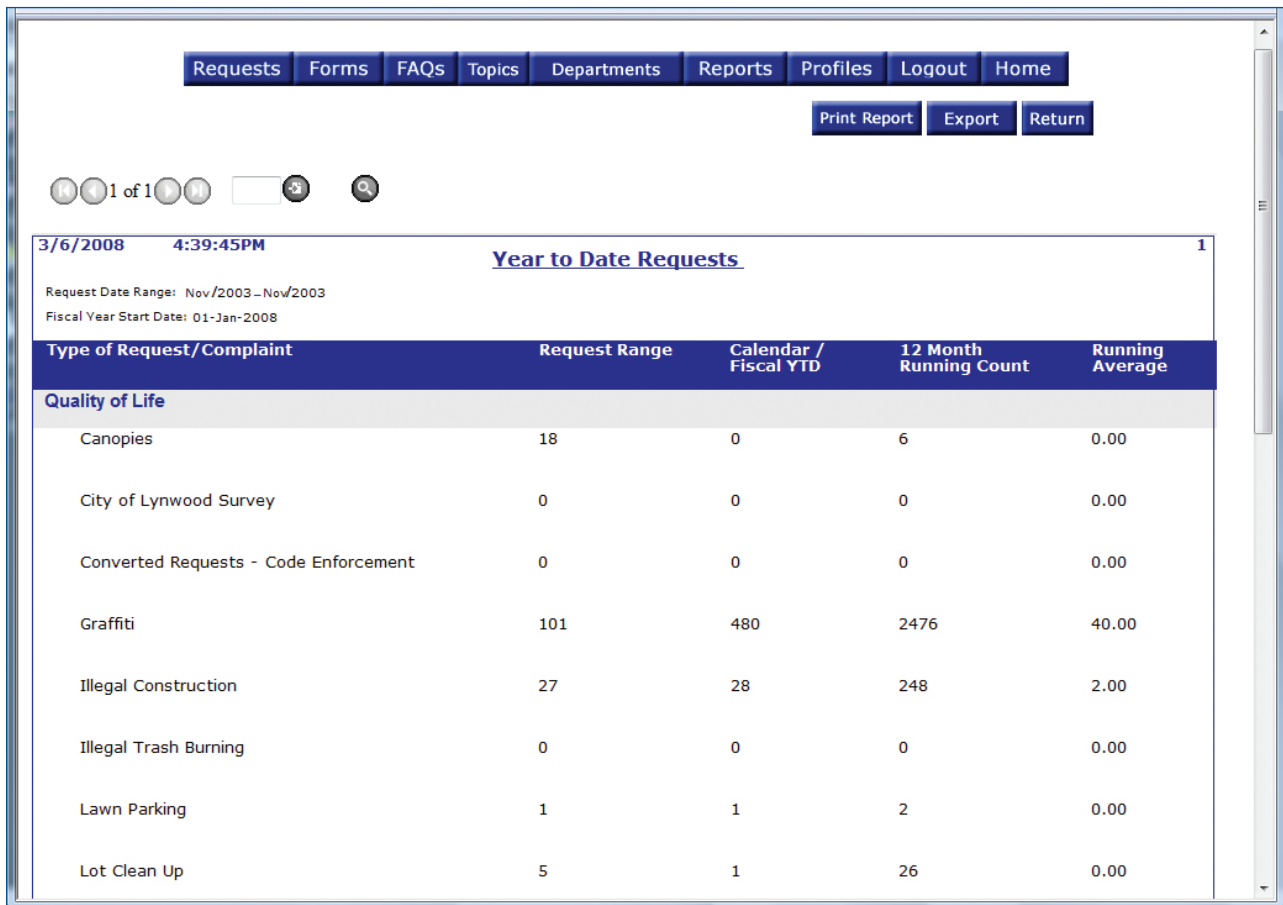 Requests Forms FAQs Topics Departments Reports Profiles Logout Home
Print Report Export Return
1 of 1
3/6/2008 4:39:45PM 1
Year to Date Requests
Request Date Range: Nov/2003-Nov/2003
Fiscal Year Start Date: 01-Jan-2008
Type of Request/Complaint Request Range Calendar / 12 Month Running
Fiscal YTD Running Count Average
Quality of Life
Canopies 18 0 6 0.00
City of Lynwood Survey 0 0 0 0.00
Converted Requests - Code Enforcement 0 0 0 0.00
Graffiti 101 480 2476 40.00
Illegal Construction 27 28 248 2.00
Illegal Trash Burning 0 0 0 0.00
Lawn Parking 1 1 2 0.00
Lot Clean Up 5 1 26 0.00